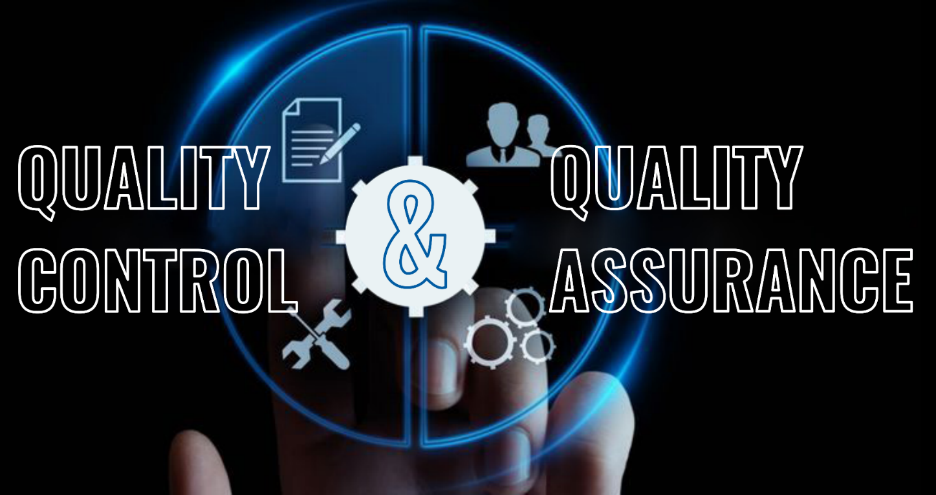 QUALITY
CONTROL
&
QUALITY
ASSURANCE